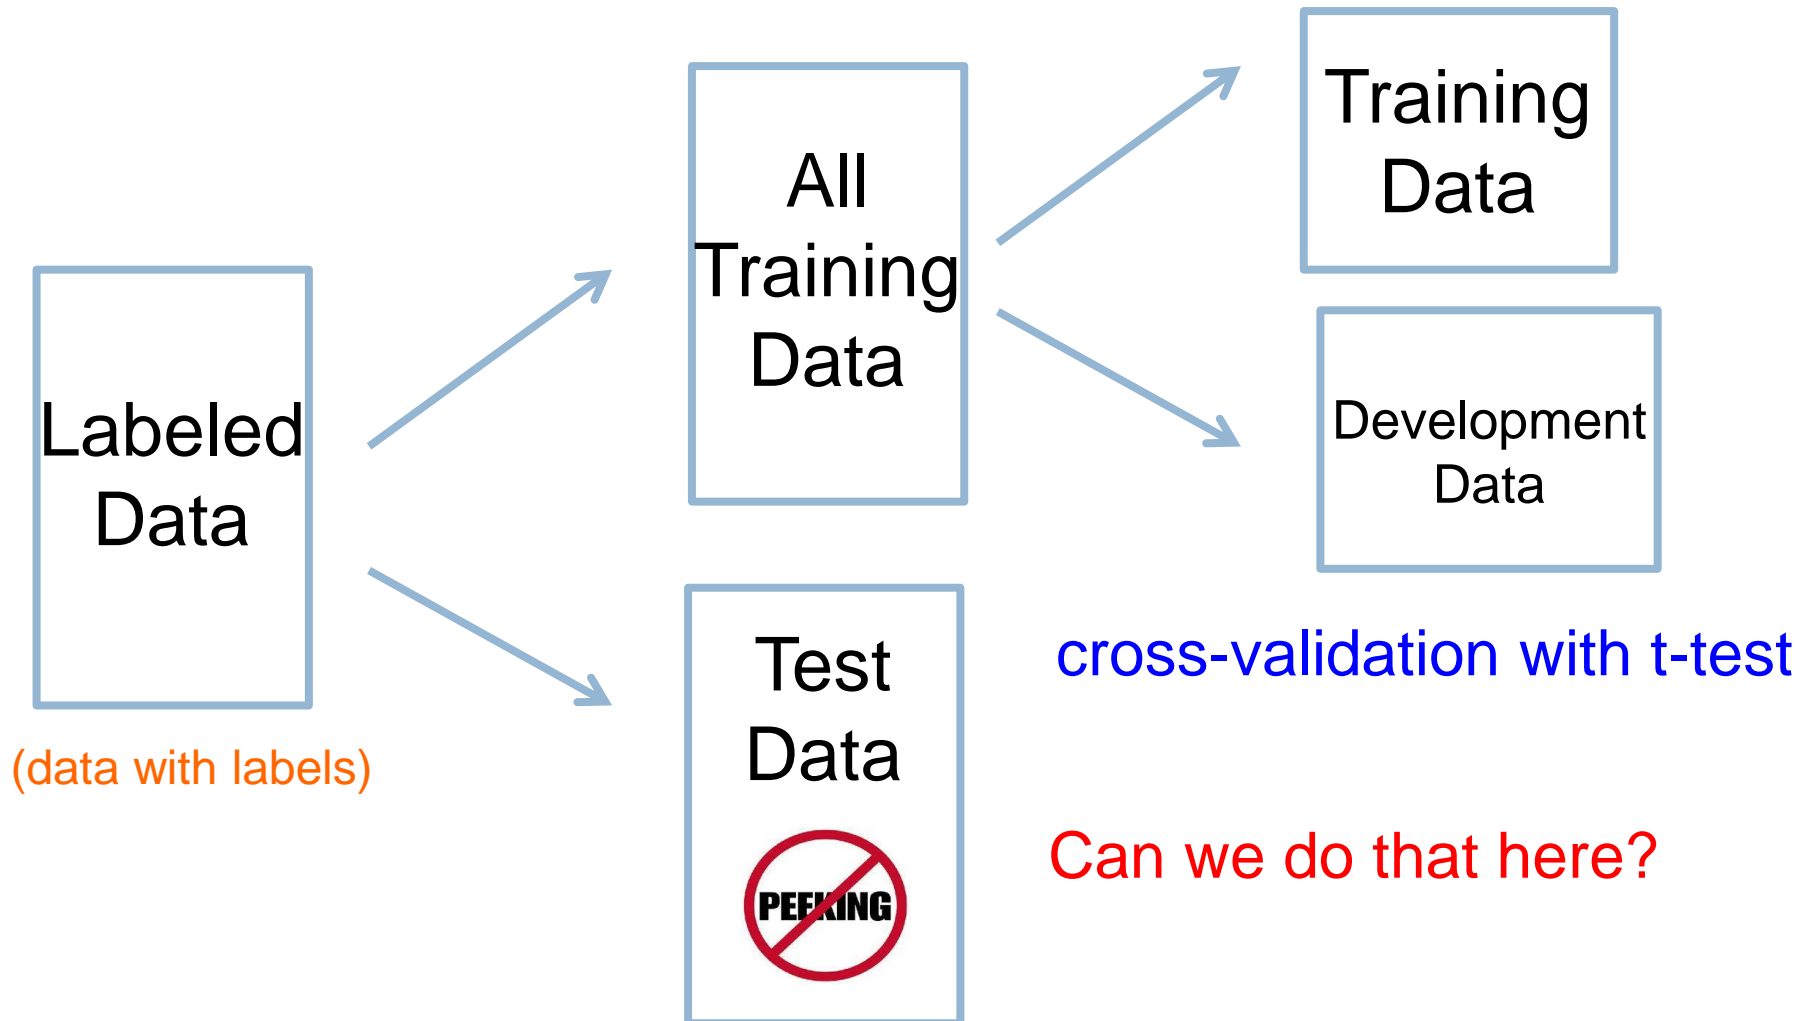 Labeled
Data
(data with labels)
All
Training
Data
Test
Data
PEEKING
Training
Data
Development
Data
cross-validation with t-test
Can we do that here?